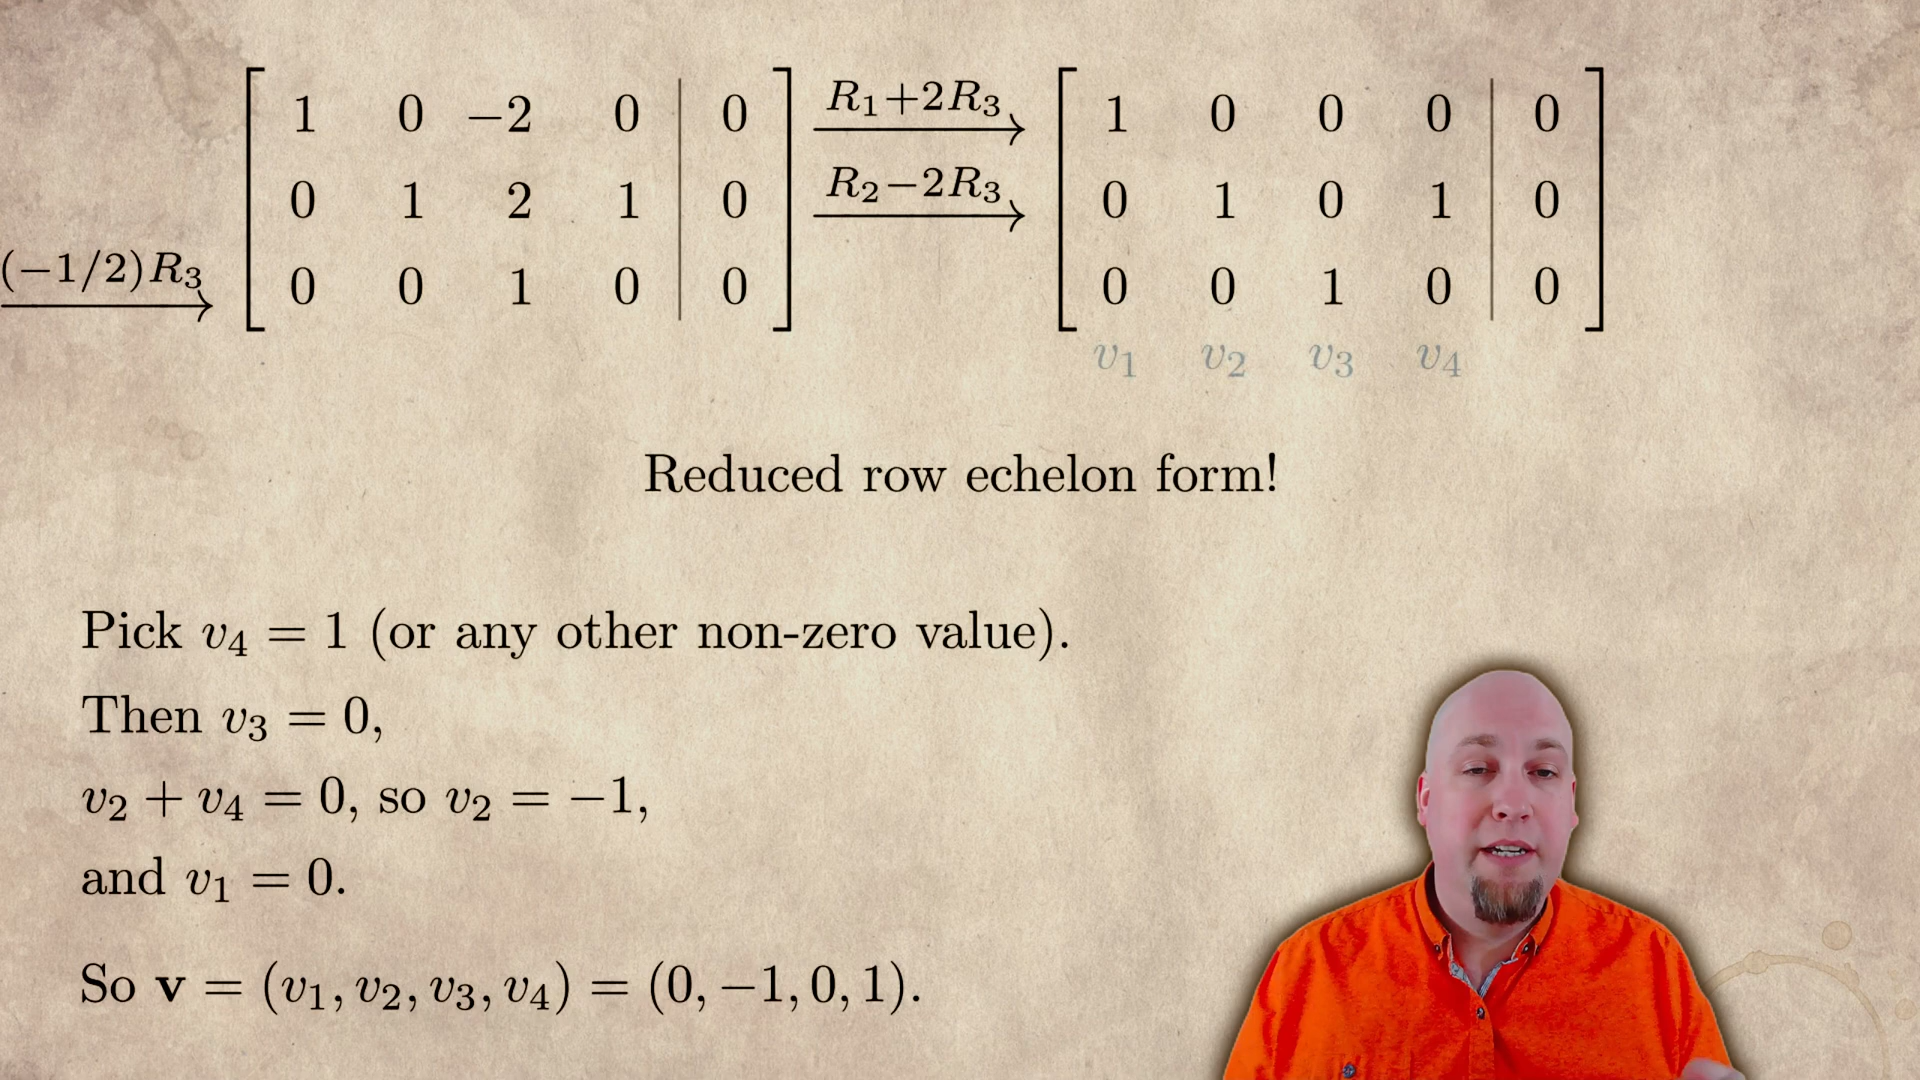 1 0 −2 0 | 0
0 1 2 1 | 0
0 0 1 0 | 0
(−1/2)R₃
R₁+2R₃
R₂−2R₃
1 0 0 0 | 0
0 1 0 1 | 0
0 0 1 0 | 0
v₁ v₂ v₃ v₄
Reduced row echelon form!
Pick v₄ = 1 (or any other non-zero value).
Then v₃ = 0,
v₂ + v₄ = 0, so v₂ = −1,
and v₁ = 0.
So v = (v₁, v₂, v₃, v₄) = (0, −1, 0, 1).